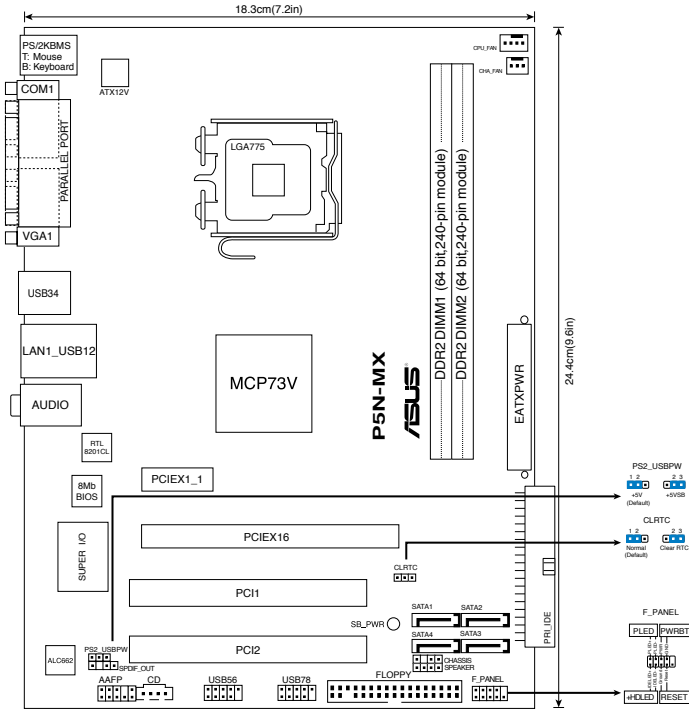 18.3cm(7.2in)
PS/2KBMS
T: Mouse
B: Keyboard
CPU_FAN
CHA_FAN
ATX12V
COM1
PARALLEL PORT
LGA775
VGA1
USB34
LAN1_USB12
AUDIO
DDR2 DIMM1 (64 bit,240-pin module)
DDR2 DIMM2 (64 bit,240-pin module)
24.4cm(9.6in)
EATXPWR
MCP73V
P5N-MX
ASUS
RTL
8201CL
8Mb
BIOS
PCIEX1_1
PS2_USBPW
1 2
2 3
+5V
(Default)
+5VSB
CLRTC
1 2
2 3
Normal
(Default)
Clear RTC
SUPER I/O
PCIEX16
CLRTC
PRI_IDE
PCI1
SATA1
SATA2
SB_PWR
SATA4
SATA3
F_PANEL
PLED
PWRBT
+HDLED
RESET
ALC662
PS2_USBPW
SPDIF_OUT
PCI2
CHASSIS
SPEAKER
AAFP
CD
USB56
USB78
FLOPPY
F_PANEL